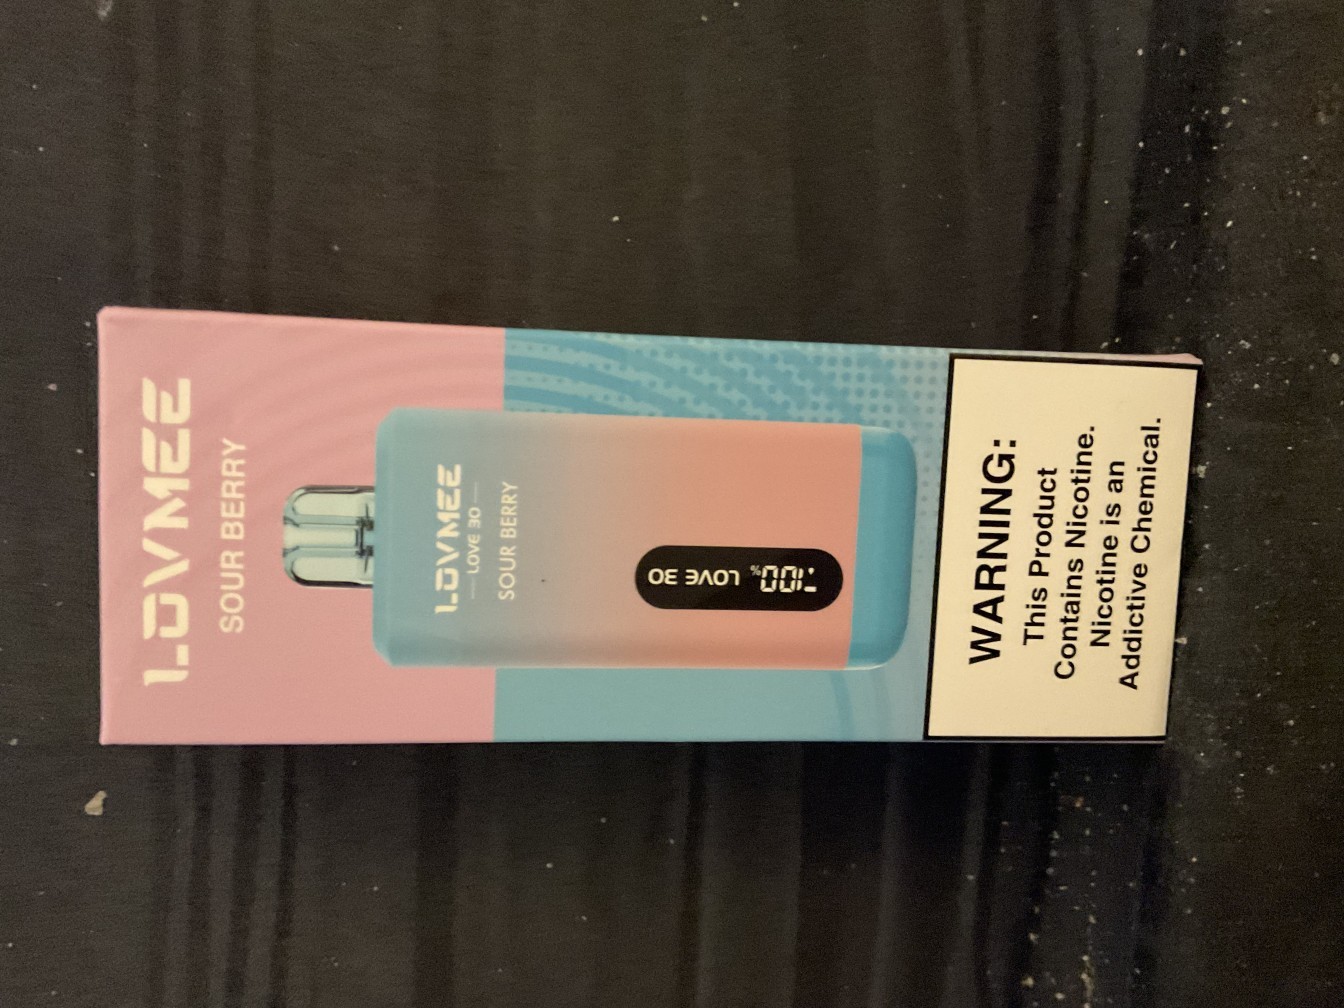 LOVMEE
SOUR BERRY
LOVMEE
LOVE 30
SOUR BERRY
LOVE 30
100%
WARNING:
This Product
Contains Nicotine.
Nicotine is an
Addictive Chemical.